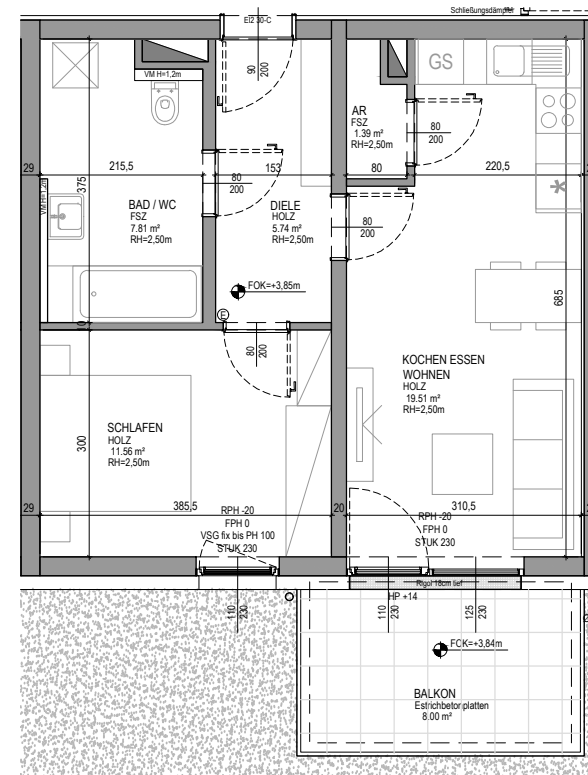 Schließungsdämpfer
EI2 30-C
90
200
VM H=1,2m
GS
AR
FSZ
1.39 m²
RH=2,50m
80
200
29
215,5
153
80
220,5
80
200
375
VM H=1,2m
BAD / WC
FSZ
7.81 m²
RH=2,50m
DIELE
HOLZ
5.74 m²
RH=2,50m
80
200
FOK=+3,85m
E
10
80
200
685
KOCHEN ESSEN
WOHNEN
HOLZ
19.51 m²
RH=2,50m
SCHLAFEN
HOLZ
11.56 m²
RH=2,50m
300
29
385,5
20
310,5
RPH -20
FPH 0
VSG fix bis PH 100
STUK 230
RPH -20
FPH 0
STUK 230
Rigol 18cm tief
HP +14
110
230
110
230
125
230
FOK=+3,84m
BALKON
Estrichbetonplatten
8.00 m²